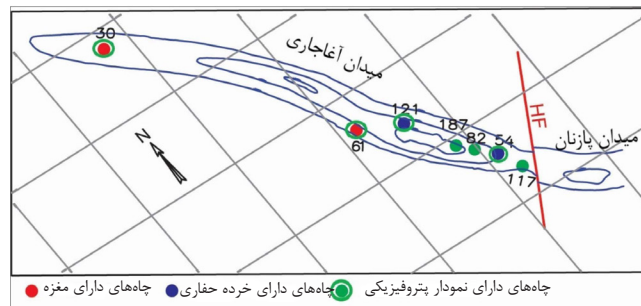 30
میدان آغاجاری
121
187
82
54
HF
61
117
میدان پازنان
N
چاه‌های دارای مغزه
چاه‌های دارای خرده حفاری
چاه‌های دارای نمودار پتروفیزیکی